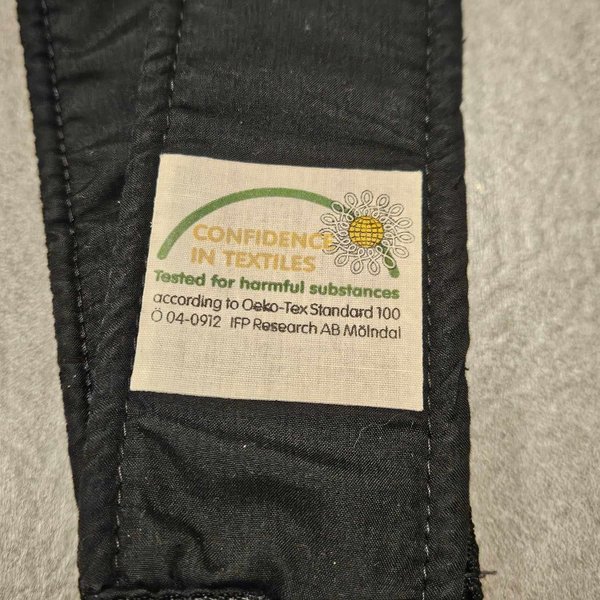 CONFIDENCE
IN TEXTILES
Tested for harmful substances
according to Oeko-Tex Standard 100
Ö 04-0912 IFP Research AB Mölndal